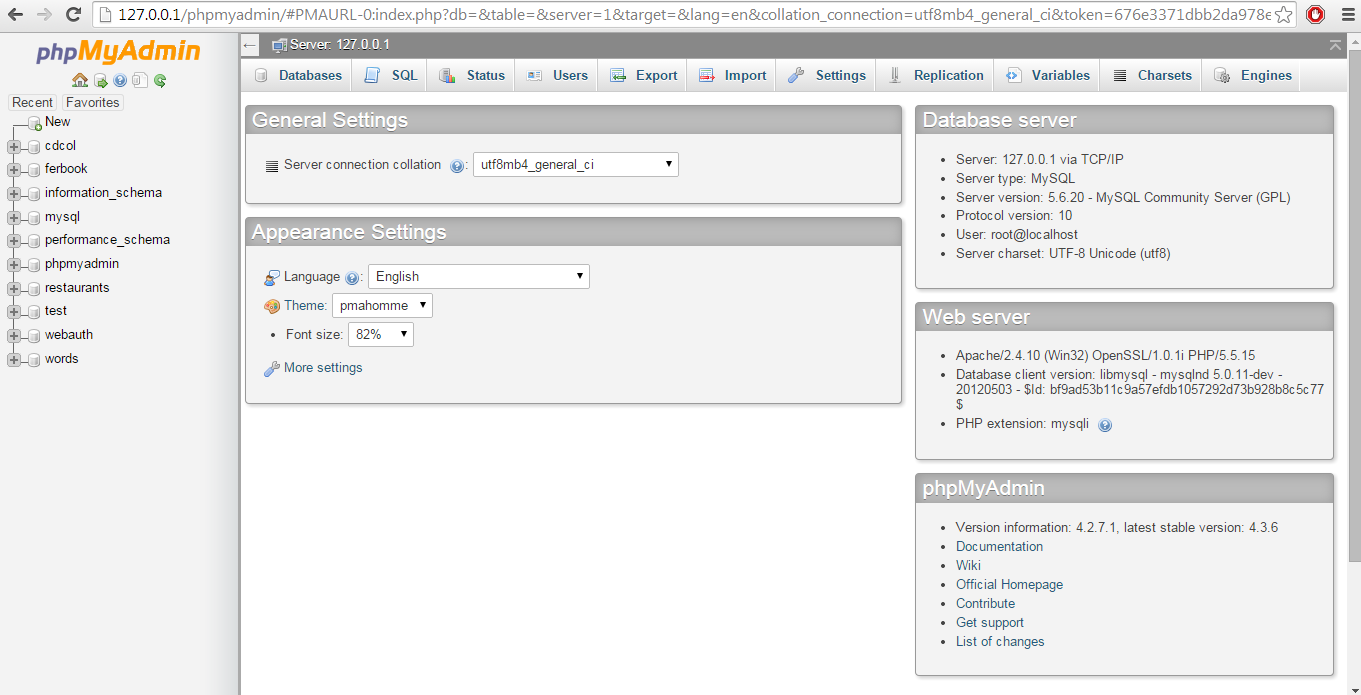 127.0.0.1/phpmyadmin/#PMAURL-0:index.php?db=&table=&server=1&target=&lang=en&collation_connection=utf8mb4_general_ci&token=676e3371dbb2da978e
phpMyAdmin
Recent Favorites
New
cdcol
ferbook
information_schema
mysql
performance_schema
phpmyadmin
restaurants
test
webauth
words
Server: 127.0.0.1
Databases SQL Status Users Export Import Settings Replication Variables Charsets Engines
General Settings
Server connection collation : utf8mb4_general_ci
Appearance Settings
Language : English
Theme: pmahomme
Font size: 82%
More settings
Database server
Server: 127.0.0.1 via TCP/IP
Server type: MySQL
Server version: 5.6.20 - MySQL Community Server (GPL)
Protocol version: 10
User: root@localhost
Server charset: UTF-8 Unicode (utf8)
Web server
Apache/2.4.10 (Win32) OpenSSL/1.0.1i PHP/5.5.15
Database client version: libmysql - mysqlnd 5.0.11-dev -
20120503 - $Id: bf9ad53b11c9a57efdb1057292d73b928b8c5c77
$
PHP extension: mysqli
phpMyAdmin
Version information: 4.2.7.1, latest stable version: 4.3.6
Documentation
Wiki
Official Homepage
Contribute
Get support
List of changes